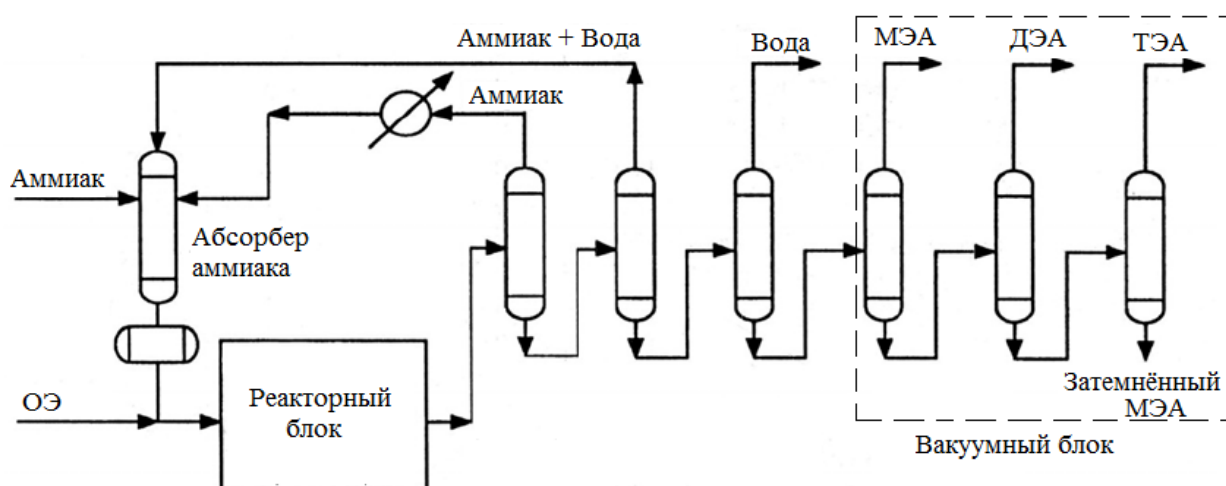 Аммиак + Вода
Вода
МЭА
ДЭА
ТЭА
Аммиак
Аммиак
Абсорбер
аммиака
ОЭ
Реакторный
блок
Затемнённый
МЭА
Вакуумный блок